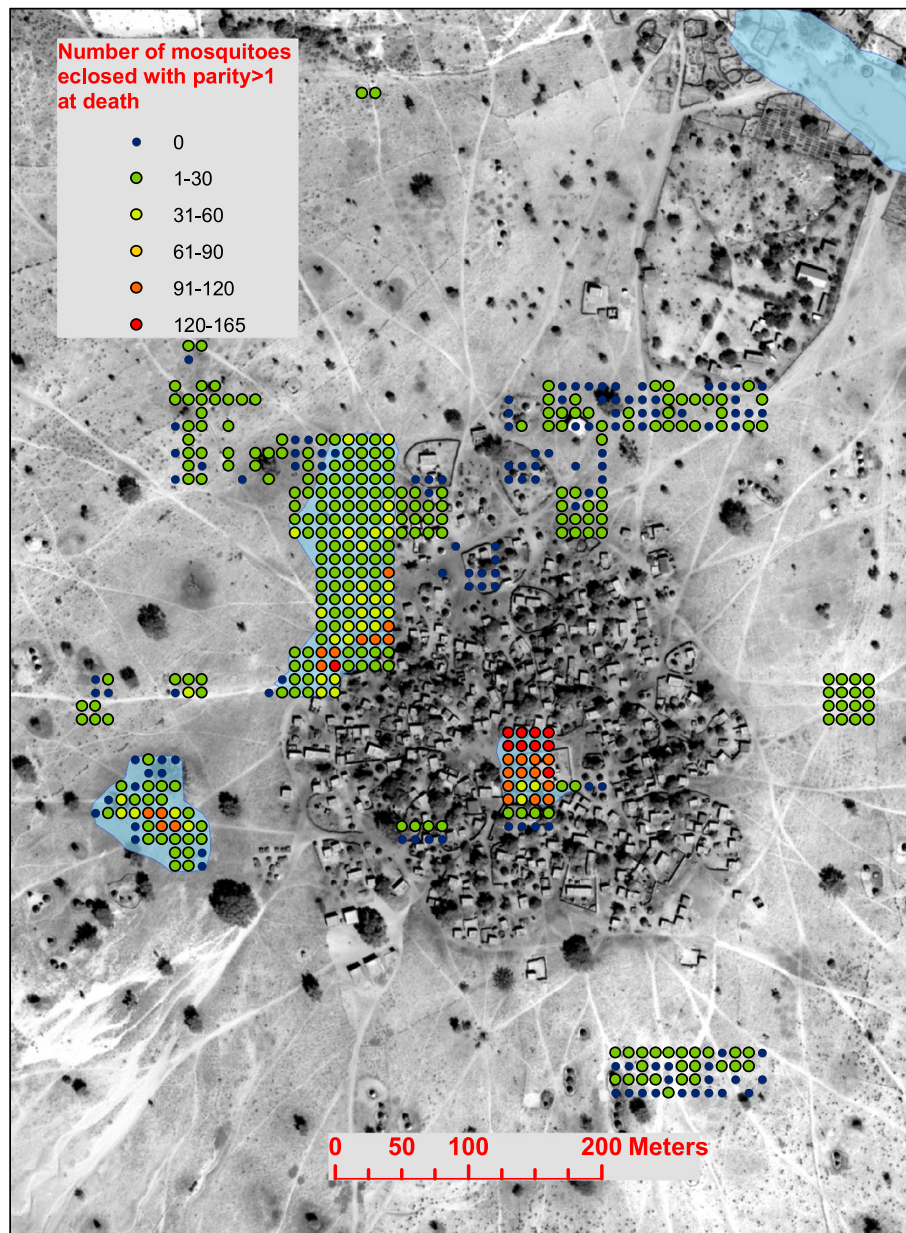 Number of mosquitoes
eclosed with parity>1
at death
0
1-30
31-60
61-90
91-120
120-165
0 50 100 200 Meters